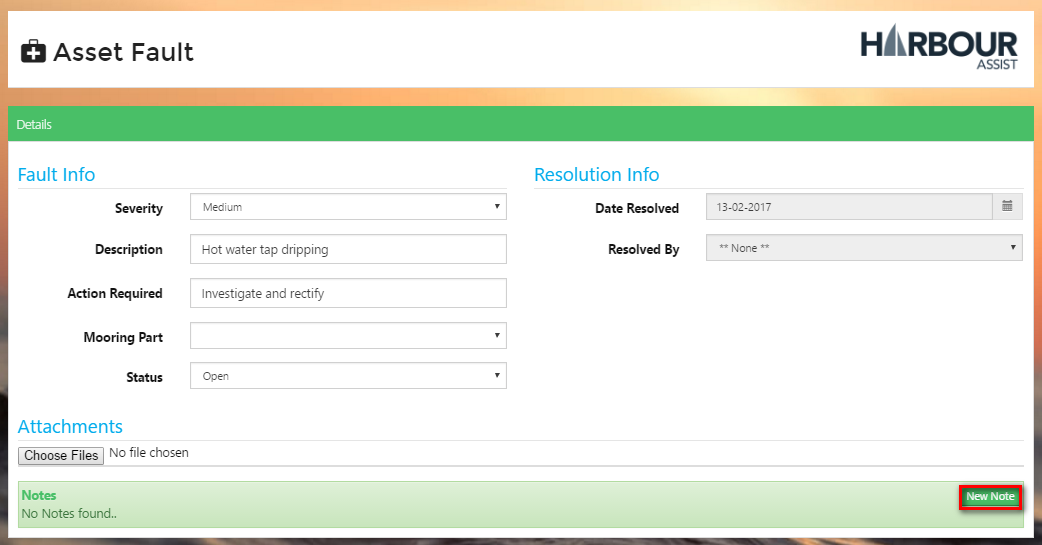 Asset Fault
HARBOUR
ASSIST
Details
Fault Info
Severity
Medium
Description
Hot water tap dripping
Action Required
Investigate and rectify
Mooring Part
Status
Open
Resolution Info
Date Resolved
13-02-2017
Resolved By
** None **
Attachments
Choose Files No file chosen
Notes
New Note
No Notes found..